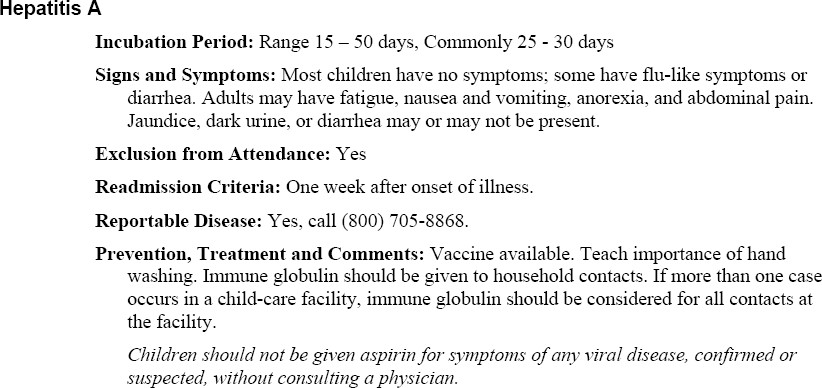 Hepatitis A
Incubation Period: Range 15 – 50 days, Commonly 25 - 30 days
Signs and Symptoms: Most children have no symptoms; some have flu-like symptoms or
diarrhea. Adults may have fatigue, nausea and vomiting, anorexia, and abdominal pain.
Jaundice, dark urine, or diarrhea may or may not be present.
Exclusion from Attendance: Yes
Readmission Criteria: One week after onset of illness.
Reportable Disease: Yes, call (800) 705-8868.
Prevention, Treatment and Comments: Vaccine available. Teach importance of hand
washing. Immune globulin should be given to household contacts. If more than one case
occurs in a child-care facility, immune globulin should be considered for all contacts at
the facility.
Children should not be given aspirin for symptoms of any viral disease, confirmed or
suspected, without consulting a physician.